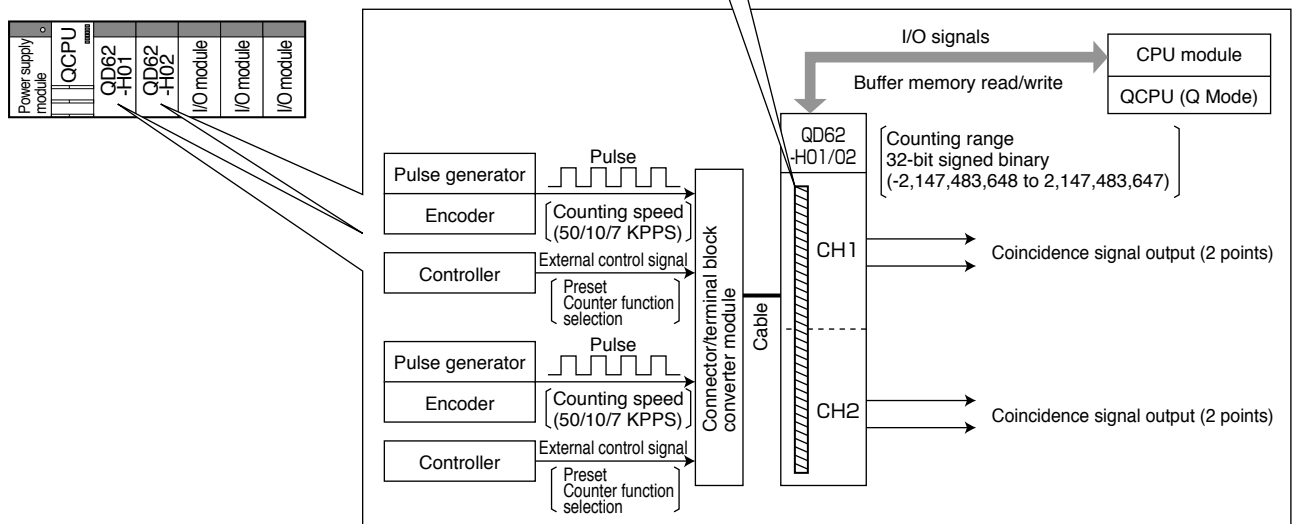 Power supply
module
QCPU
QD62
-H01
QD62
-H02
I/O module
I/O module
I/O module
I/O signals
Buffer memory read/write
CPU module
QCPU (Q Mode)
QD62
-H01/02
Counting range
32-bit signed binary
(-2,147,483,648 to 2,147,483,647)
Pulse generator
Encoder
Pulse
Counting speed
(50/10/7 KPPS)
Controller
External control signal
Preset
Counter function
selection
Pulse generator
Encoder
Pulse
Counting speed
(50/10/7 KPPS)
Controller
External control signal
Preset
Counter function
selection
Connector/terminal block
converter module
Cable
CH1
Coincidence signal output (2 points)
CH2
Coincidence signal output (2 points)